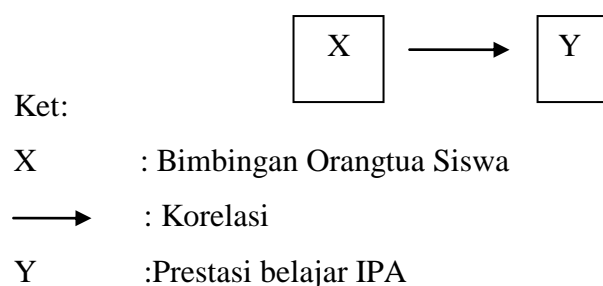 X Y
Ket:
X : Bimbingan Orangtua Siswa
: Korelasi
Y :Prestasi belajar IPA